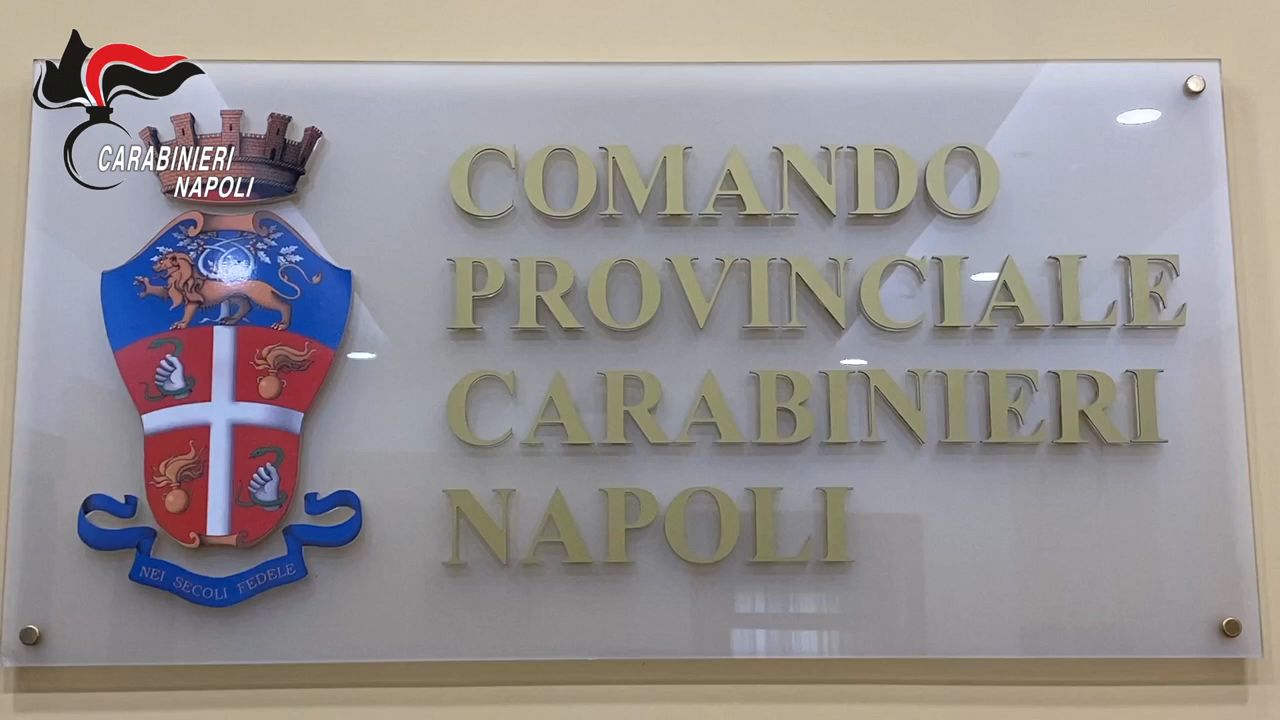 CARABINIERI
NAPOLI
COMANDO
PROVINCIALE
CARABINIERI
NAPOLI
NEI SECOLI FEDELE